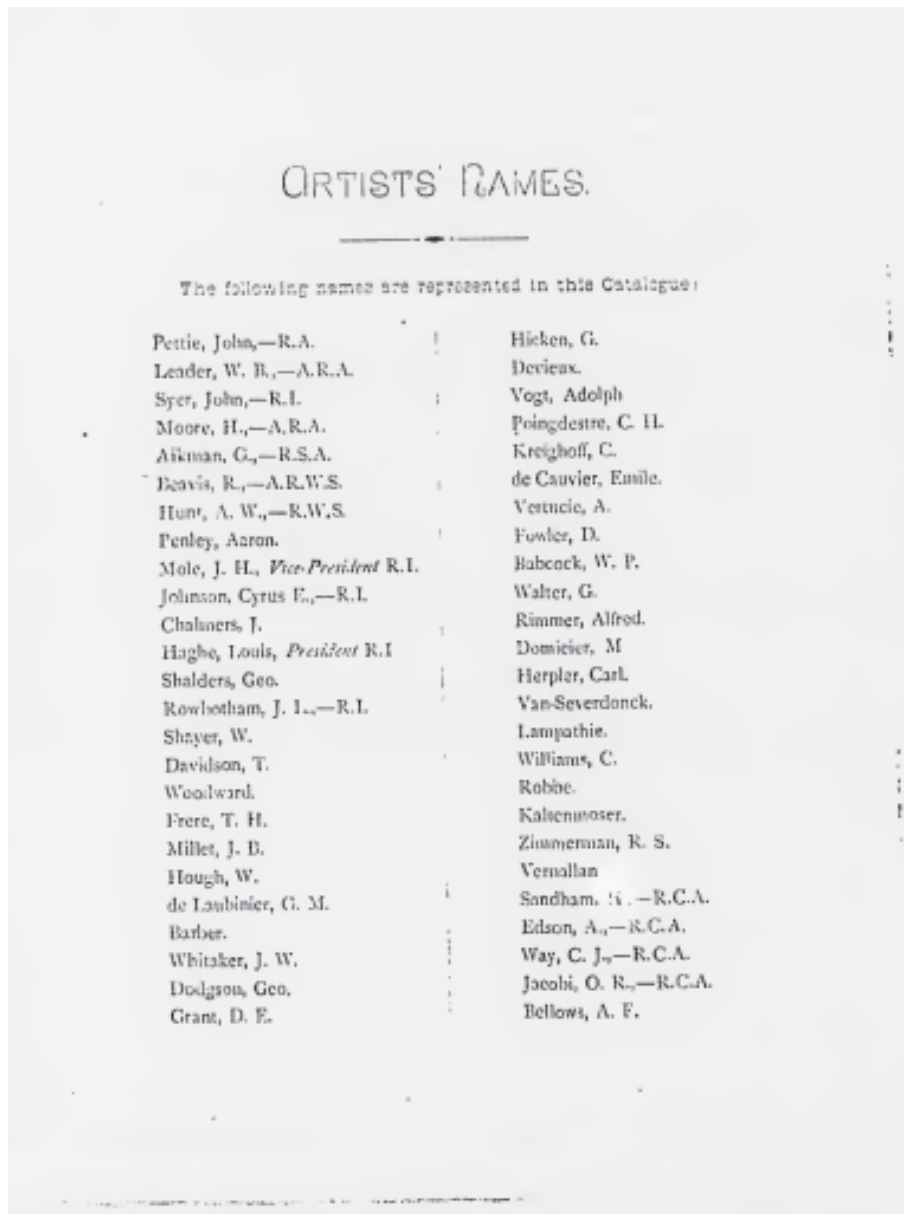 ARTISTS' NAMES.
The following names are represented in this Catalogue:
Pettie, John,—R.A.
Leader, W. B.,—A.R.A.
Syer, John,—R.I.
Moore, H.,—A.R.A.
Aikman, G.,—R.S.A.
Beavis, R.,—A.R.W.S.
Hunt, A. W.,—R.W.S.
Penley, Aaron.
Mole, J. H., Vice-President R.I.
Johnson, Cyrus E.,—R.I.
Chalmers, J.
Haghe, Louis, President R.I
Shalders, Geo.
Rowbotham, J. L.,—R.I.
Shayer, W.
Davidson, T.
Woodward.
Frere, T. H.
Millet, J. B.
Hough, W.
de Laubinier, G. M.
Barber.
Whitaker, J. W.
Dodgson, Geo.
Grant, D. E.
Hicken, G.
Devieux.
Vogt, Adolph
Poingdestre, C. H.
Kreighoff, C.
de Cauvier, Emile.
A.
Fowler, D.
Babcock, W. P.
Walter, G.
Rimmer, Alfred.
Domicier, M
Herpler, Carl.
Van-Severdonck.
Lampathie.
Williams, C.
Robbe.
Kaltenmoser.
Zimmerman, R. S.
Vernallan
Sandham, —R.C.A.
Edson, A.,—R.C.A.
Way, C. J.,—R.C.A.
Jacobi, O. R.,—R.C.A.
Bellows, A. F.